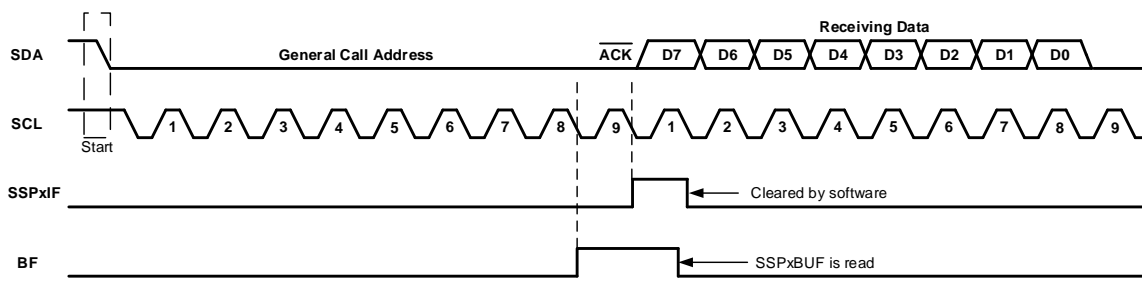 Receiving Data
SDA General Call Address ACK D7 D6 D5 D4 D3 D2 D1 D0
SCL 1 2 3 4 5 6 7 8 9 1 2 3 4 5 6 7 8 9
Start
SSPxIF Cleared by software
BF SSPxBUF is read